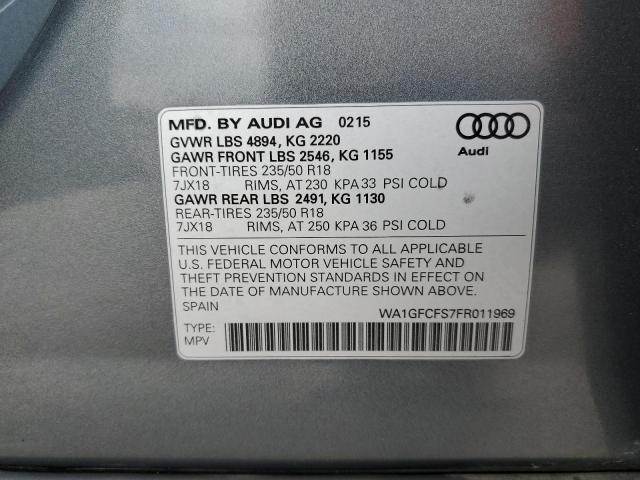 MFD. BY AUDI AG 0215
GVWR LBS 4894, KG 2220
GAWR FRONT LBS 2546, KG 1155
FRONT-TIRES 235/50 R18
7JX18 RIMS, AT 230 KPA 33 PSI COLD
GAWR REAR LBS 2491, KG 1130
REAR-TIRES 235/50 R18
7JX18 RIMS, AT 250 KPA 36 PSI COLD
Audi
THIS VEHICLE CONFORMS TO ALL APPLICABLE
U.S. FEDERAL MOTOR VEHICLE SAFETY AND
THEFT PREVENTION STANDARDS IN EFFECT ON
THE DATE OF MANUFACTURE SHOWN ABOVE.
SPAIN
WA1GFCFS7FR011969
TYPE:
MPV